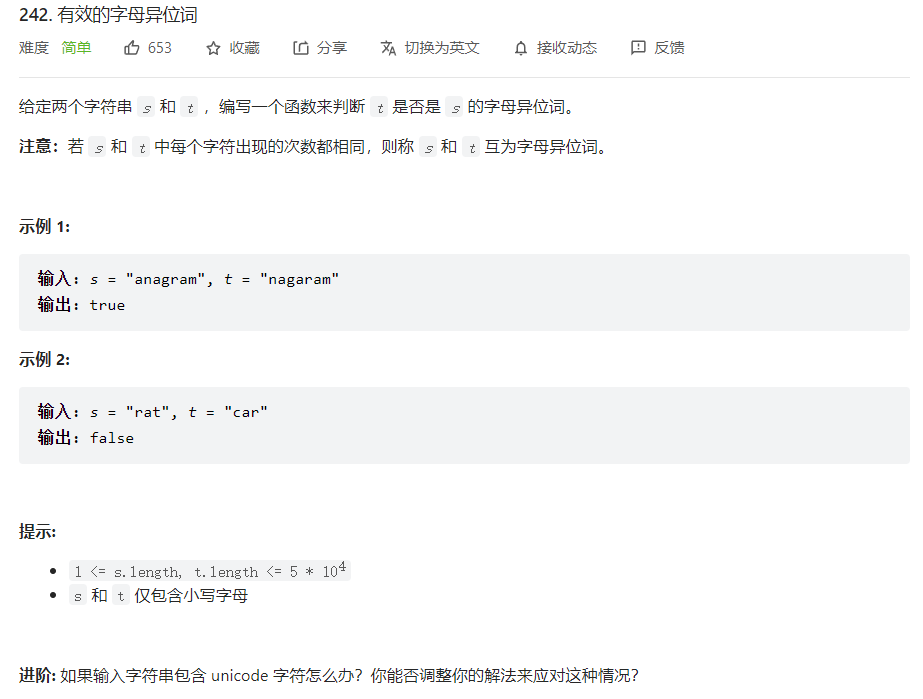 242. 有效的字母异位词
难度 简单 653 收藏 分享 切换为英文 接收动态 反馈
给定两个字符串 s 和 t ，编写一个函数来判断 t 是否是 s 的字母异位词。
注意：若 s 和 t 中每个字符出现的次数都相同，则称 s 和 t 互为字母异位词。
示例 1:
输入: s = "anagram", t = "nagaram"
输出: true
示例 2:
输入: s = "rat", t = "car"
输出: false
提示:
1 <= s.length, t.length <= 5 * 10⁴
s 和 t 仅包含小写字母
进阶: 如果输入字符串包含 unicode 字符怎么办？你能否调整你的解法来应对这种情况？